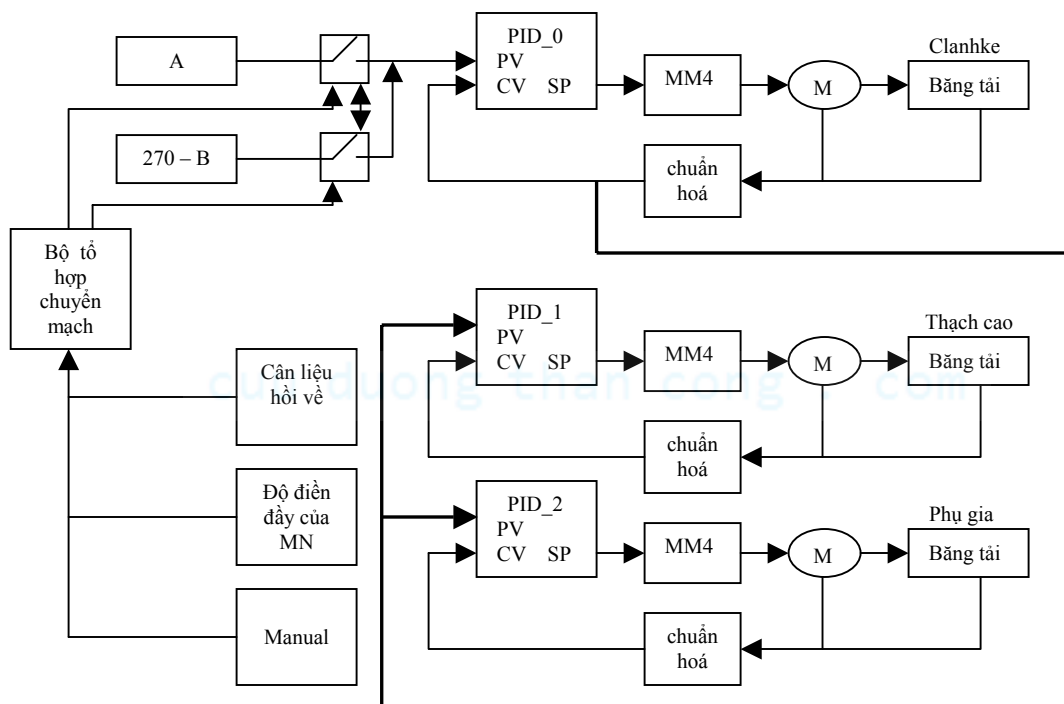 A
270 – B
Bộ tổ
hợp
chuyển
mạch
Cân liệu
hồi về
Độ điền
đầy của
MN
Manual
PID_0
PV
CV SP
MM4
M
Clanhke
Băng tải
chuẩn
hoá
PID_1
PV
CV SP
MM4
M
Thạch cao
Băng tải
chuẩn
hoá
PID_2
PV
CV SP
MM4
M
Phụ gia
Băng tải
chuẩn
hoá
cuu duong than cong . com